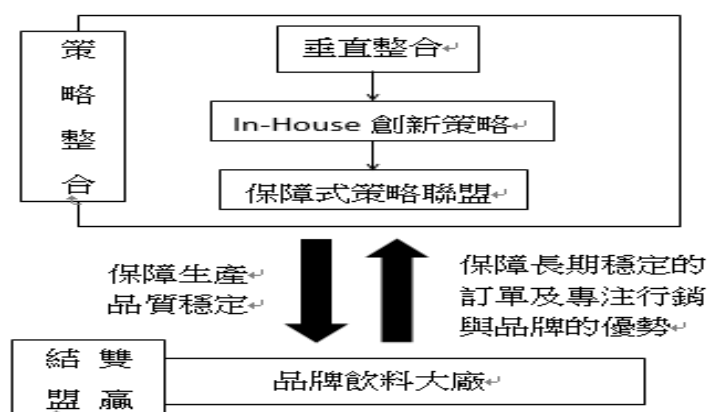 策略整合
垂直整合
In-House 創新策略
保障式策略聯盟
保障生產
品質穩定
保障長期穩定的
訂單及專注行銷
與品牌的優勢
結雙
盟贏
品牌飲料大廠